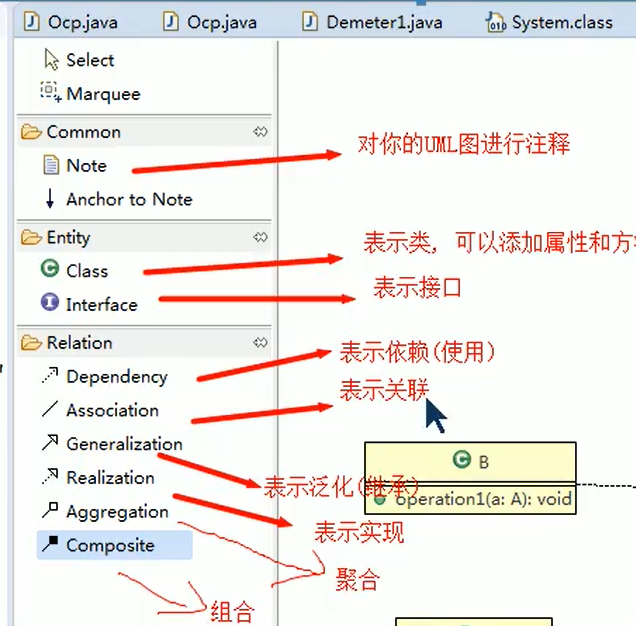 Ocp.java
Ocp.java
Demeter1.java
System.class
Select
Marquee
Common
Note
对你的UML图进行注释
Anchor to Note
Entity
Class
表示类, 可以添加属性和方
Interface
表示接口
Relation
表示依赖(使用)
Dependency
表示关联
Association
Generalization
B
Realization
表示泛化(继承)
operation1(a: A): void
Aggregation
表示实现
Composite
聚合
组合